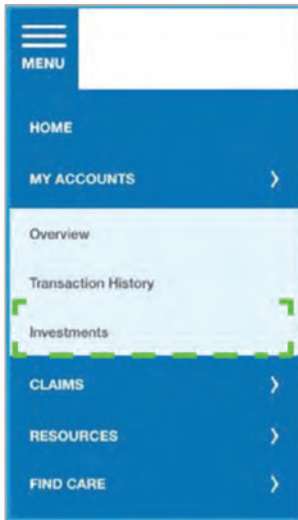 MENU
HOME
MY ACCOUNTS
Overview
Transaction History
Investments
CLAIMS
RESOURCES
FIND CARE